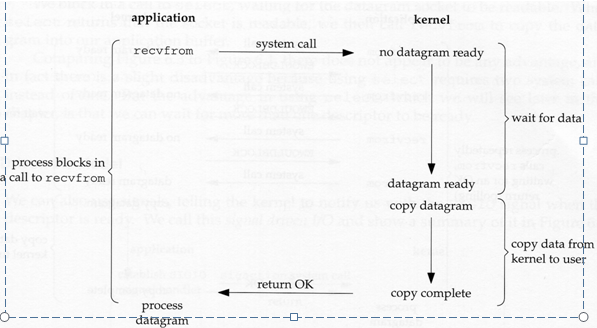 application
kernel
recvfrom
system call
no datagram ready
wait for data
process blocks in
a call to recvfrom
datagram ready
copy datagram
copy data from
kernel to user
return OK
copy complete
process
datagram